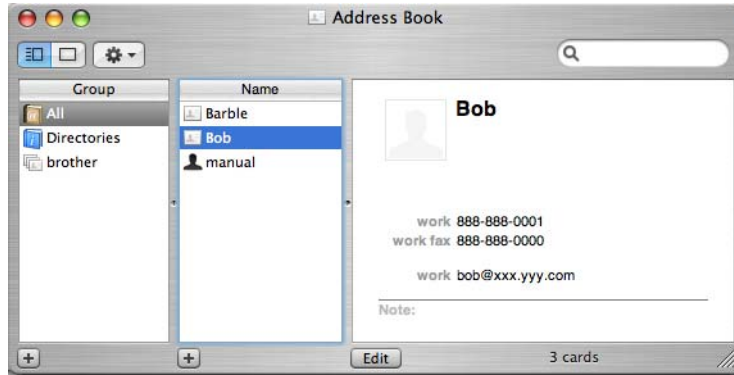 Address Book
Group
All
Directories
brother
Name
Barble
Bob
manual
Bob
work 888-888-0001
work fax 888-888-0000
work bob@xxx.yyy.com
Note:
Edit
3 cards